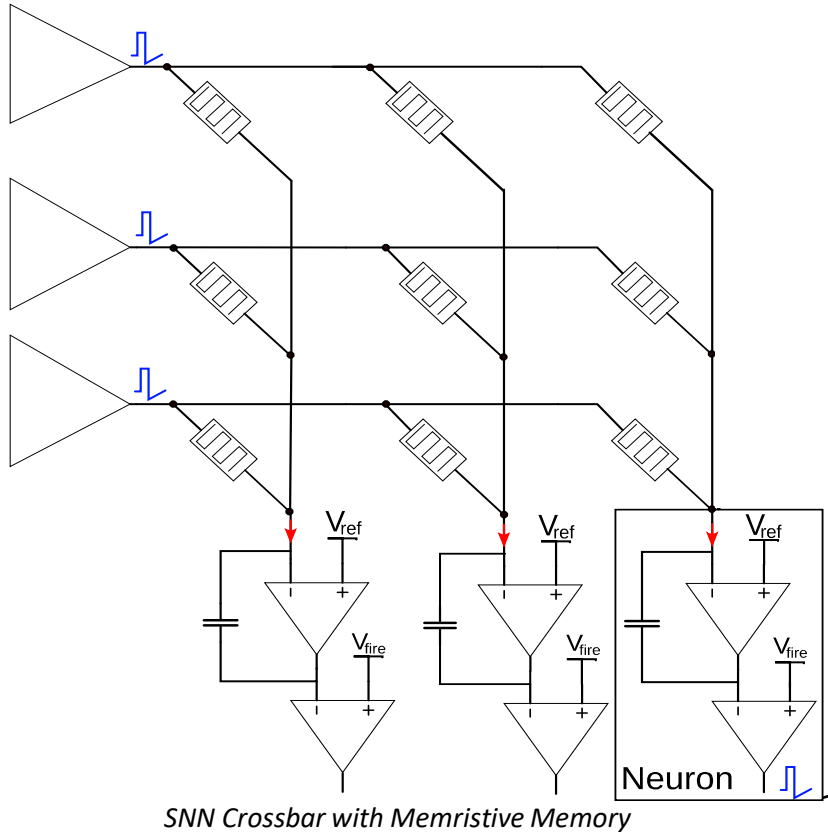 Vref
Vref
Vref
− +
− +
− +
Vfire
Vfire
Vfire
− +
− +
− +
Neuron
SNN Crossbar with Memristive Memory